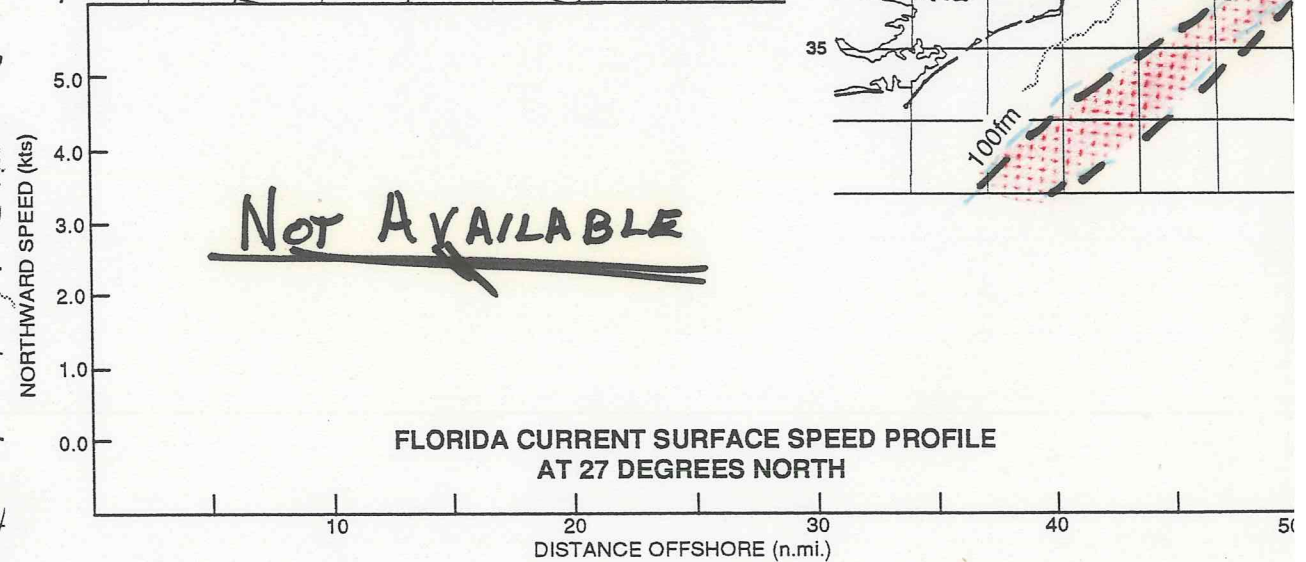 35
100fm
NORTHWARD SPEED (kts)
5.0
4.0
3.0
2.0
1.0
0.0
NOT AVAILABLE
FLORIDA CURRENT SURFACE SPEED PROFILE
AT 27 DEGREES NORTH
10 20 30 40 50
DISTANCE OFFSHORE (n.mi.)